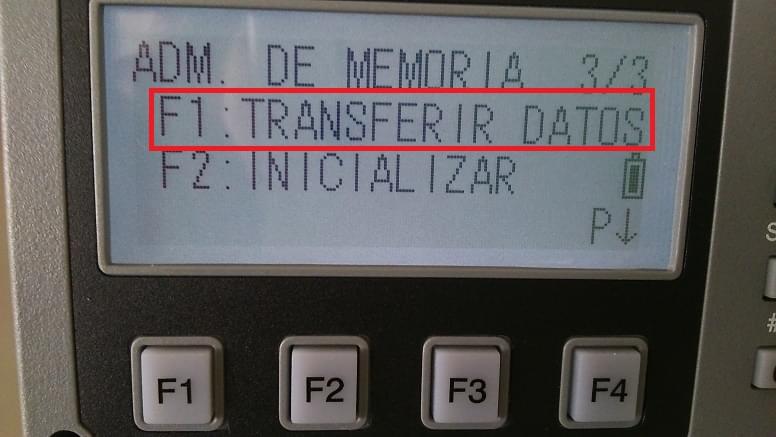 ADM. DE MEMORIA 3/3
F1:TRANSFERIR DATOS
F2:INICIALIZAR
P↓
F1 F2 F3 F4
S
#